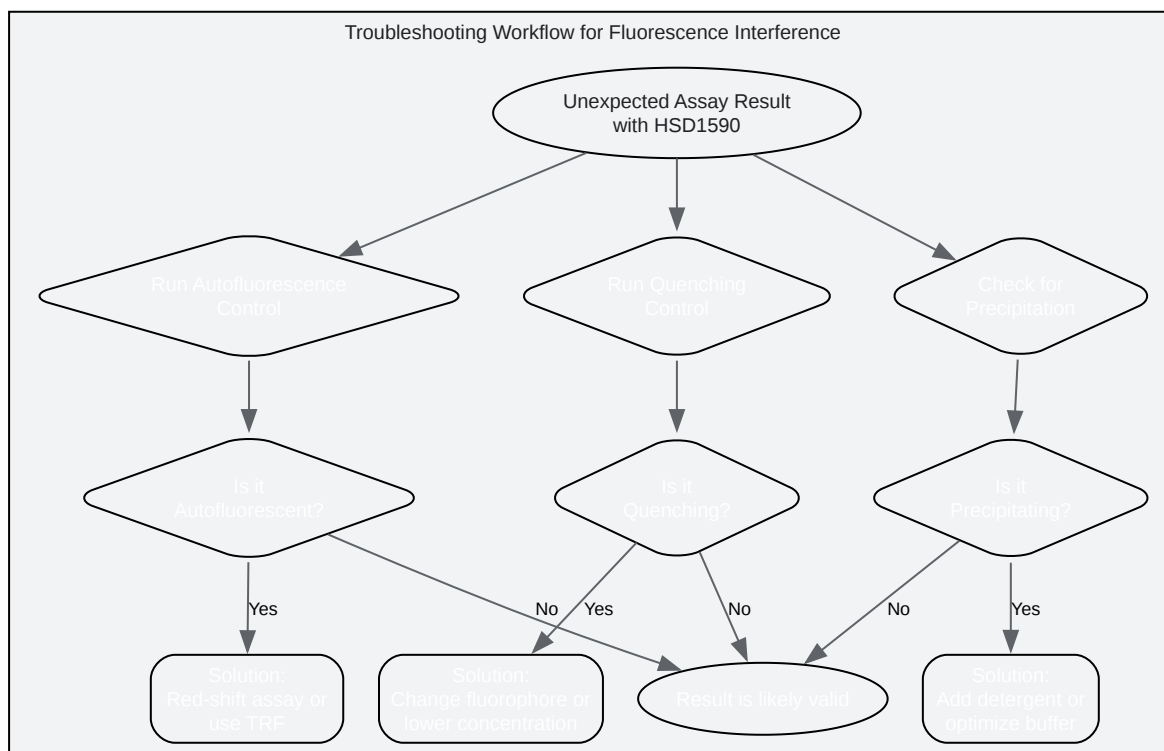 Troubleshooting Workflow for Fluorescence Interference
Unexpected Assay Result
with HSD1590
Run Autofluorescence
Control
Run Quenching
Control
Check for
Precipitation
Is it
Autofluorescent?
Is it
Quenching?
Is it
Precipitating?
Yes
No
Yes
No
No
Yes
Solution:
Red-shift assay or
use TRF
Solution:
Change fluorophore or
lower concentration
Result is likely valid
Solution:
Add detergent or
optimize buffer